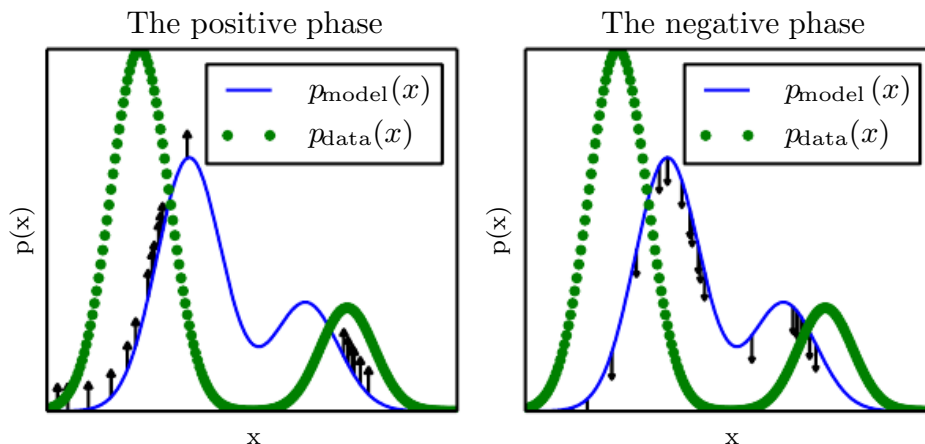 The positive phase
p(x)
p_model(x)
p_data(x)
x
The negative phase
p(x)
p_model(x)
p_data(x)
x